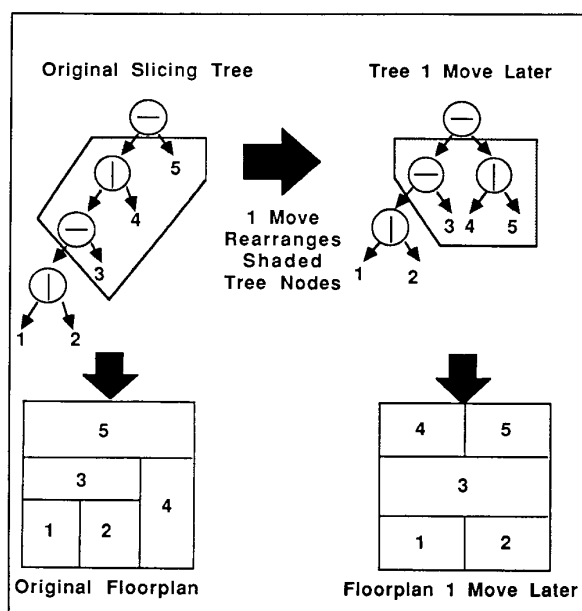 Original Slicing Tree
Tree 1 Move Later
5
4
3
1 2
1 Move
Rearranges
Shaded
Tree Nodes
3 4 5
1 2
5
3
4
1 2
Original Floorplan
4 5
3
1 2
Floorplan 1 Move Later